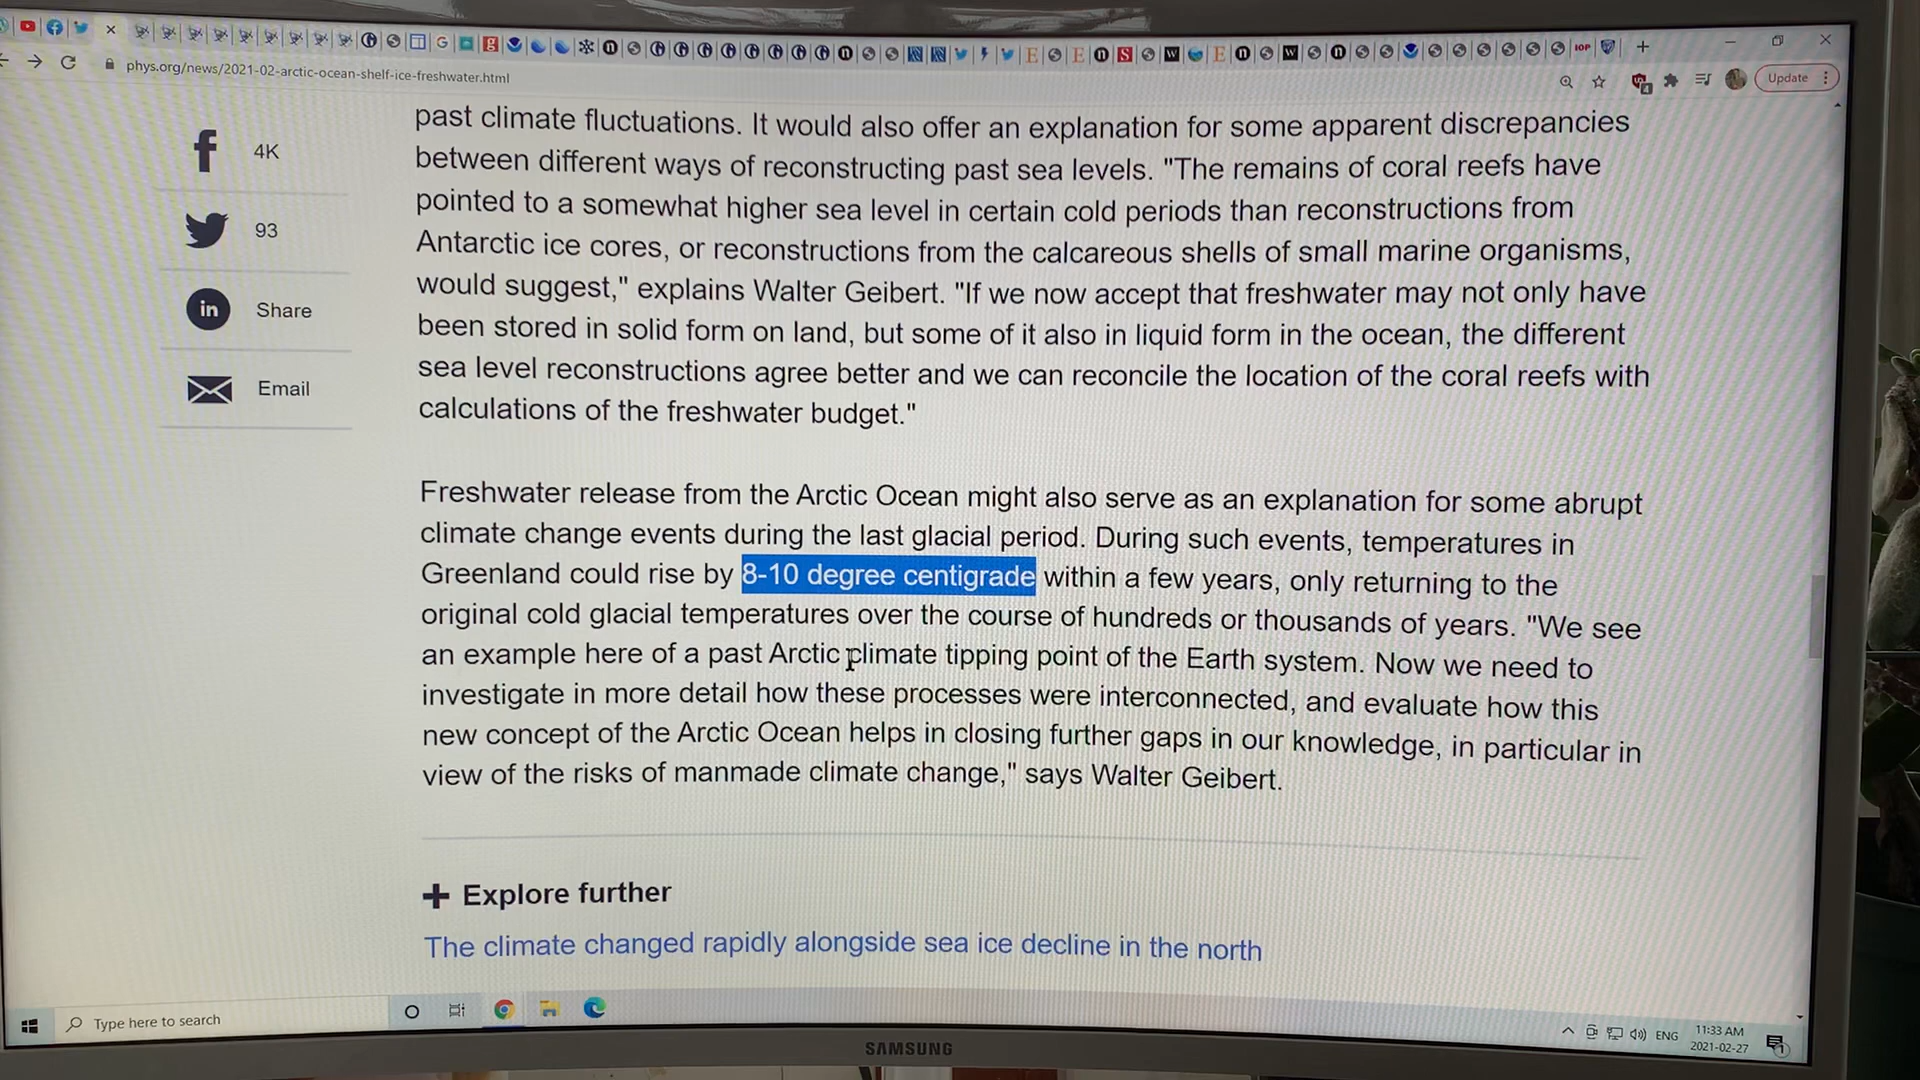 phys.org/news/2021-02-arctic-ocean-shelf-ice-freshwater.html
Update
past climate fluctuations. It would also offer an explanation for some apparent discrepancies
between different ways of reconstructing past sea levels. "The remains of coral reefs have
pointed to a somewhat higher sea level in certain cold periods than reconstructions from
Antarctic ice cores, or reconstructions from the calcareous shells of small marine organisms,
would suggest," explains Walter Geibert. "If we now accept that freshwater may not only have
been stored in solid form on land, but some of it also in liquid form in the ocean, the different
sea level reconstructions agree better and we can reconcile the location of the coral reefs with
calculations of the freshwater budget."
4K
93
Share
Email
Freshwater release from the Arctic Ocean might also serve as an explanation for some abrupt
climate change events during the last glacial period. During such events, temperatures in
Greenland could rise by 8-10 degree centigrade within a few years, only returning to the
original cold glacial temperatures over the course of hundreds or thousands of years. "We see
an example here of a past Arctic climate tipping point of the Earth system. Now we need to
investigate in more detail how these processes were interconnected, and evaluate how this
new concept of the Arctic Ocean helps in closing further gaps in our knowledge, in particular in
view of the risks of manmade climate change," says Walter Geibert.
+ Explore further
The climate changed rapidly alongside sea ice decline in the north
Type here to search
ENG
11:33 AM
2021-02-27
SAMSUNG